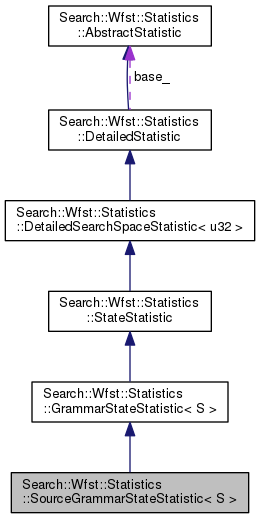 Search::Wfst::Statistics
::AbstractStatistic
base_
Search::Wfst::Statistics
::DetailedStatistic
Search::Wfst::Statistics
::DetailedSearchSpaceStatistic< u32 >
Search::Wfst::Statistics
::StateStatistic
Search::Wfst::Statistics
::GrammarStateStatistic< S >
Search::Wfst::Statistics
::SourceGrammarStateStatistic< S >